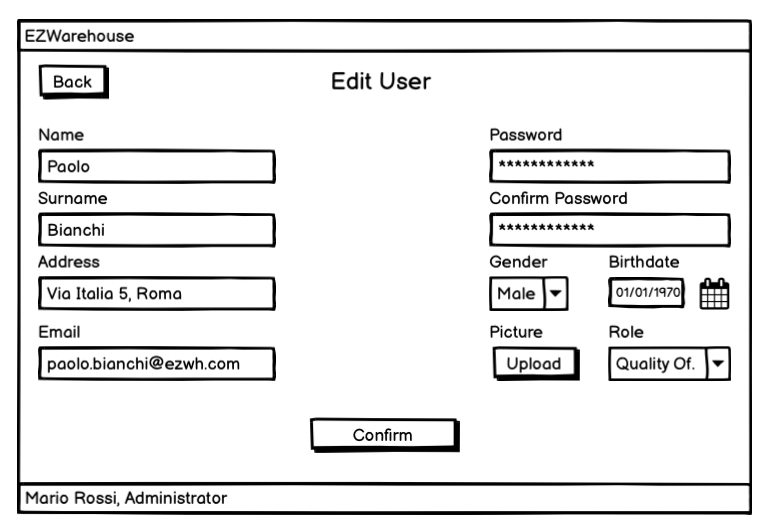 EZWarehouse
Back
Edit User
Name
Paolo
Surname
Bianchi
Address
Via Italia 5, Roma
Email
paolo.bianchi@ezwh.com
Password
************
Confirm Password
************
Gender
Birthdate
Male
01/01/1970
Picture
Role
Upload
Quality Of.
Confirm
Mario Rossi, Administrator